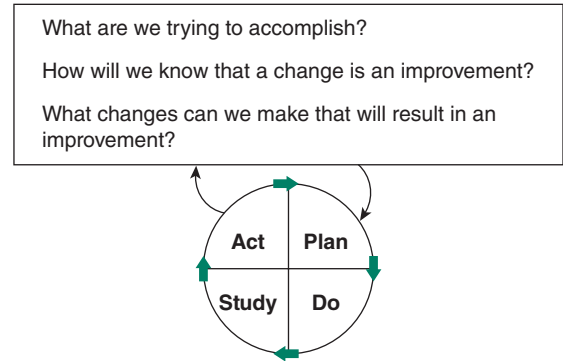 What are we trying to accomplish?
How will we know that a change is an improvement?
What changes can we make that will result in an
improvement?
Act Plan
Study Do